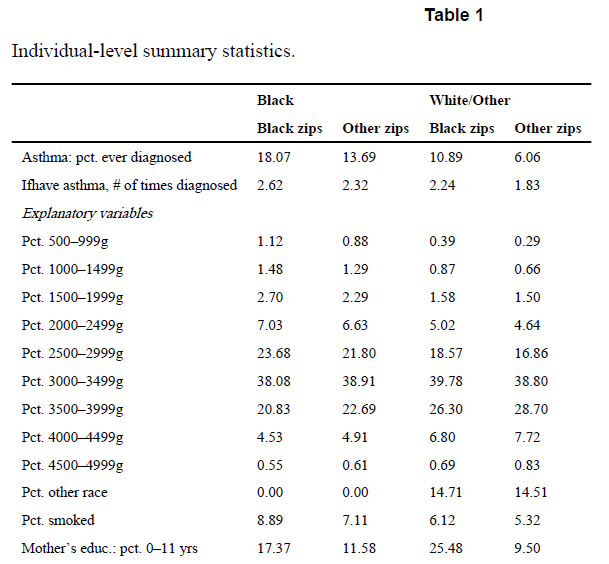 Table 1
Individual-level summary statistics.
Black White/Other
Black zips Other zips Black zips Other zips
Asthma: pct. ever diagnosed 18.07 13.69 10.89 6.06
Ifhave asthma, # of times diagnosed 2.62 2.32 2.24 1.83
Explanatory variables
Pct. 500–999g 1.12 0.88 0.39 0.29
Pct. 1000–1499g 1.48 1.29 0.87 0.66
Pct. 1500–1999g 2.70 2.29 1.58 1.50
Pct. 2000–2499g 7.03 6.63 5.02 4.64
Pct. 2500–2999g 23.68 21.80 18.57 16.86
Pct. 3000–3499g 38.08 38.91 39.78 38.80
Pct. 3500–3999g 20.83 22.69 26.30 28.70
Pct. 4000–4499g 4.53 4.91 6.80 7.72
Pct. 4500–4999g 0.55 0.61 0.69 0.83
Pct. other race 0.00 0.00 14.71 14.51
Pct. smoked 8.89 7.11 6.12 5.32
Mother’s educ.: pct. 0–11 yrs 17.37 11.58 25.48 9.50